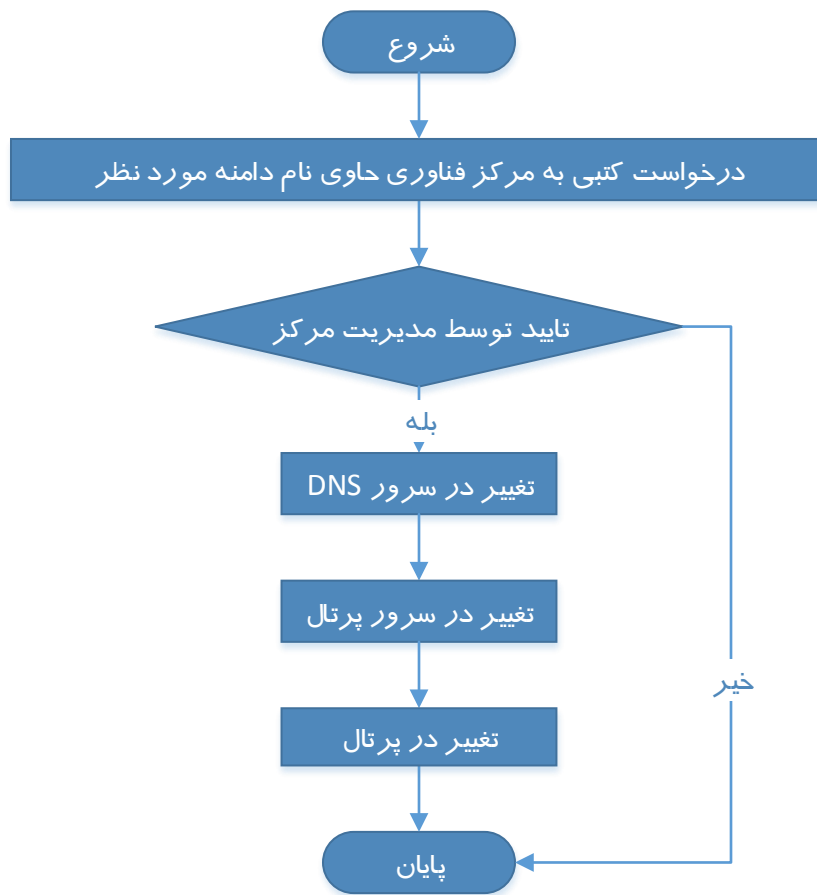 شروع
درخواست کتبی به مرکز فناوری حاوی نام دامنه مورد نظر
تایید توسط مدیریت مرکز
بله
تغییر در سرور DNS
تغییر در سرور پرتال
خیر
تغییر در پرتال
پایان